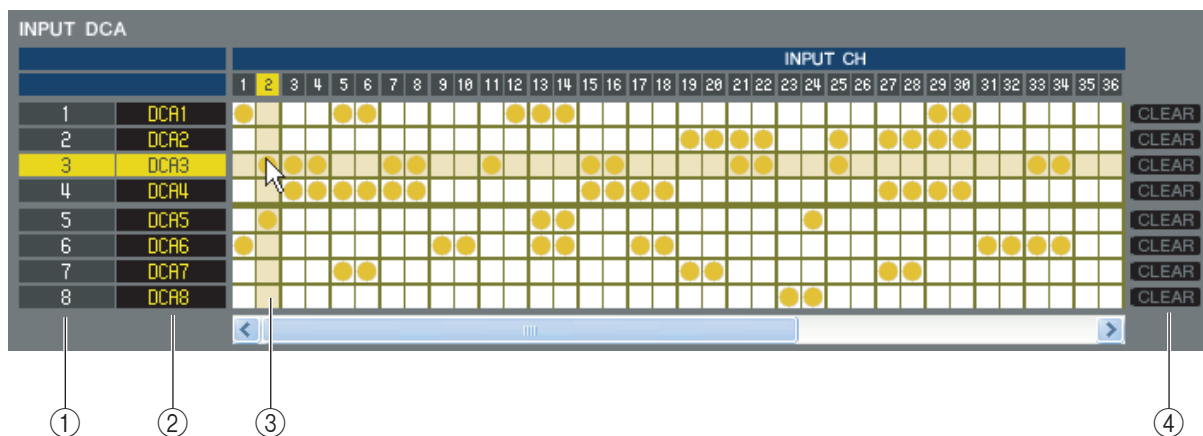 INPUT DCA
INPUT CH
1 2 3 4 5 6 7 8 9 10 11 12 13 14 15 16 17 18 19 20 21 22 23 24 25 26 27 28 29 30 31 32 33 34 35 36
1 DCA1 CLEAR
2 DCA2 CLEAR
3 DCA3 CLEAR
4 DCA4 CLEAR
5 DCA5 CLEAR
6 DCA6 CLEAR
7 DCA7 CLEAR
8 DCA8 CLEAR
① ② ③ ④